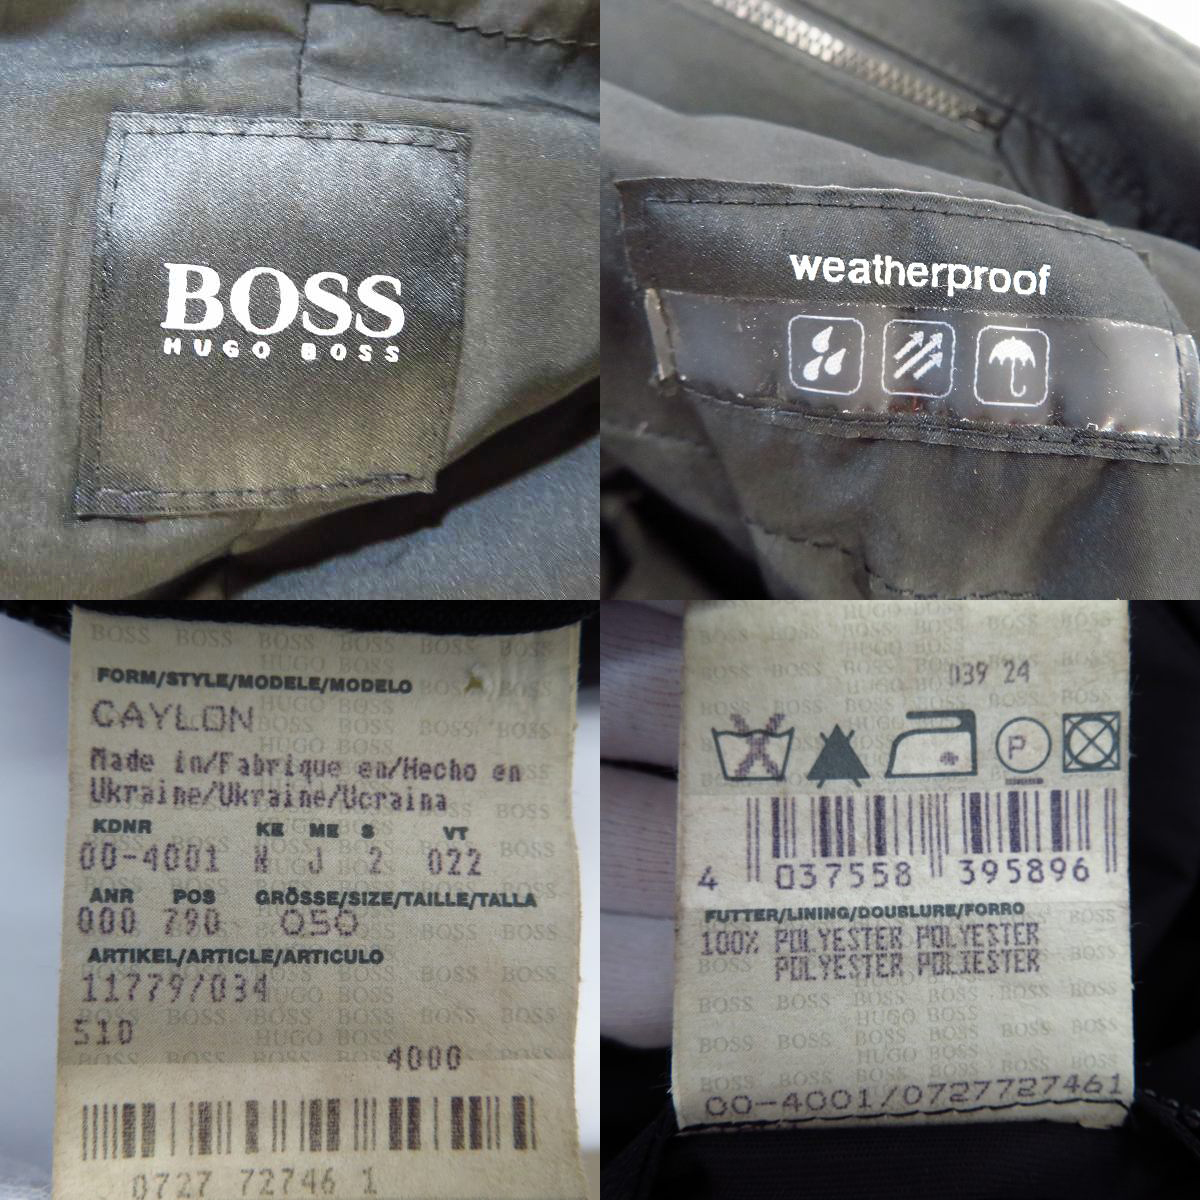 BOSS
HUGO BOSS
weatherproof
FORM/STYLE/MODELE/MODELO
CAYLON
Made in/Fabrique en/Hecho en
Ukraine/Ukraine/Ucraina
KDNR KE ME S VT
00-4001 H J 2 022
ANR POS GRÖSSE/SIZE/TAILLE/TALLA
000 790 050
ARTIKEL/ARTICLE/ARTICULO
11779/034
510
4000
0727 72746 1
039 24
P
4 037558 395896
FUTTER/LINING/DOUBLURE/FORRO
100% POLYESTER POLYESTER
POLYESTER POLIESTER
00-4001/0727727461